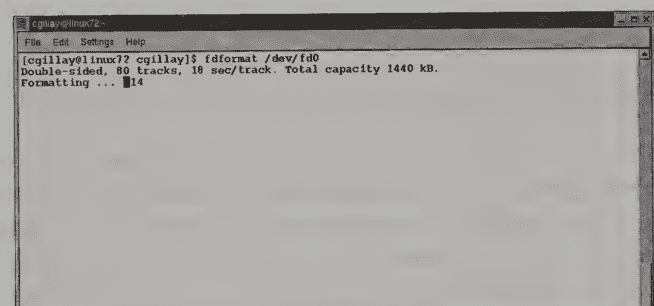 cgillay@linux72:~
File Edit Settings Help
[cgillay@linux72 cgillay]$ fdformat /dev/fd0
Double-sided, 80 tracks, 18 sec/track. Total capacity 1440 kB.
Formatting ... 14